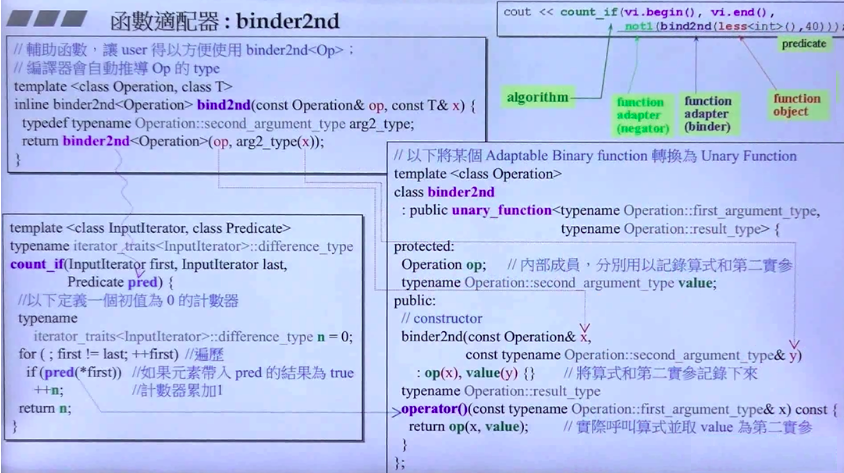 函數適配器 : binder2nd
cout << count_if(vi.begin(), vi.end(),
not1(bind2nd(less<int>(),40)));
predicate
algorithm
function
adapter
(negator)
function
adapter
(binder)
function
object
// 輔助函數，讓 user 得以方便使用 binder2nd<Op>；
// 編譯器會自動推導 Op 的 type
template <class Operation, class T>
inline binder2nd<Operation> bind2nd(const Operation& op, const T& x) {
typedef typename Operation::second_argument_type arg2_type;
return binder2nd<Operation>(op, arg2_type(x));
}
template <class InputIterator, class Predicate>
typename iterator_traits<InputIterator>::difference_type
count_if(InputIterator first, InputIterator last,
Predicate pred) {
//以下定義一個初值為 0 的計數器
typename
iterator_traits<InputIterator>::difference_type n = 0;
for ( ; first != last; ++first) //遍歷
if (pred(*first)) //如果元素帶入 pred 的結果為 true
++n; //計數器累加1
return n;
}
// 以下將某個 Adaptable Binary function 轉換為 Unary Function
template <class Operation>
class binder2nd
: public unary_function<typename Operation::first_argument_type,
typename Operation::result_type> {
protected:
Operation op; // 內部成員，分別用以記錄算式和第二實參
typename Operation::second_argument_type value;
public:
// constructor
binder2nd(const Operation& x,
const typename Operation::second_argument_type& y)
: op(x), value(y) {} // 將算式和第二實參記錄下來
typename Operation::result_type
operator()(const typename Operation::first_argument_type& x) const {
return op(x, value); // 實際呼叫算式並取 value 為第二實參
}
};